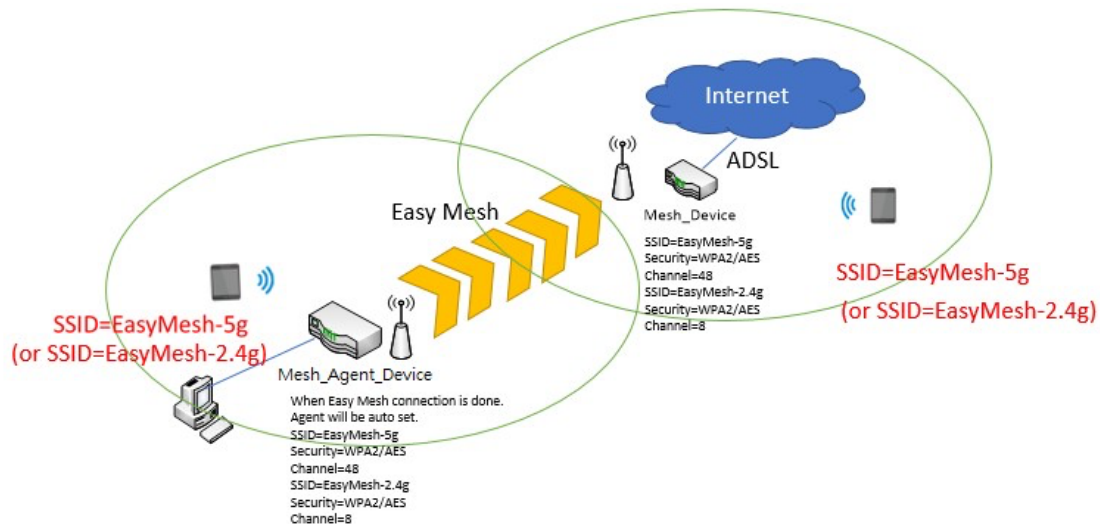 Internet
ADSL
Easy Mesh
Mesh_Device
SSID=EasyMesh-5g
Security=WPA2/AES
Channel=48
SSID=EasyMesh-2.4g
Security=WPA2/AES
Channel=8
SSID=EasyMesh-5g
(or SSID=EasyMesh-2.4g)
SSID=EasyMesh-5g
(or SSID=EasyMesh-2.4g)
Mesh_Agent_Device
When Easy Mesh connection is done.
Agent will be auto set.
SSID=EasyMesh-5g
Security=WPA2/AES
Channel=48
SSID=EasyMesh-2.4g
Security=WPA2/AES
Channel=8